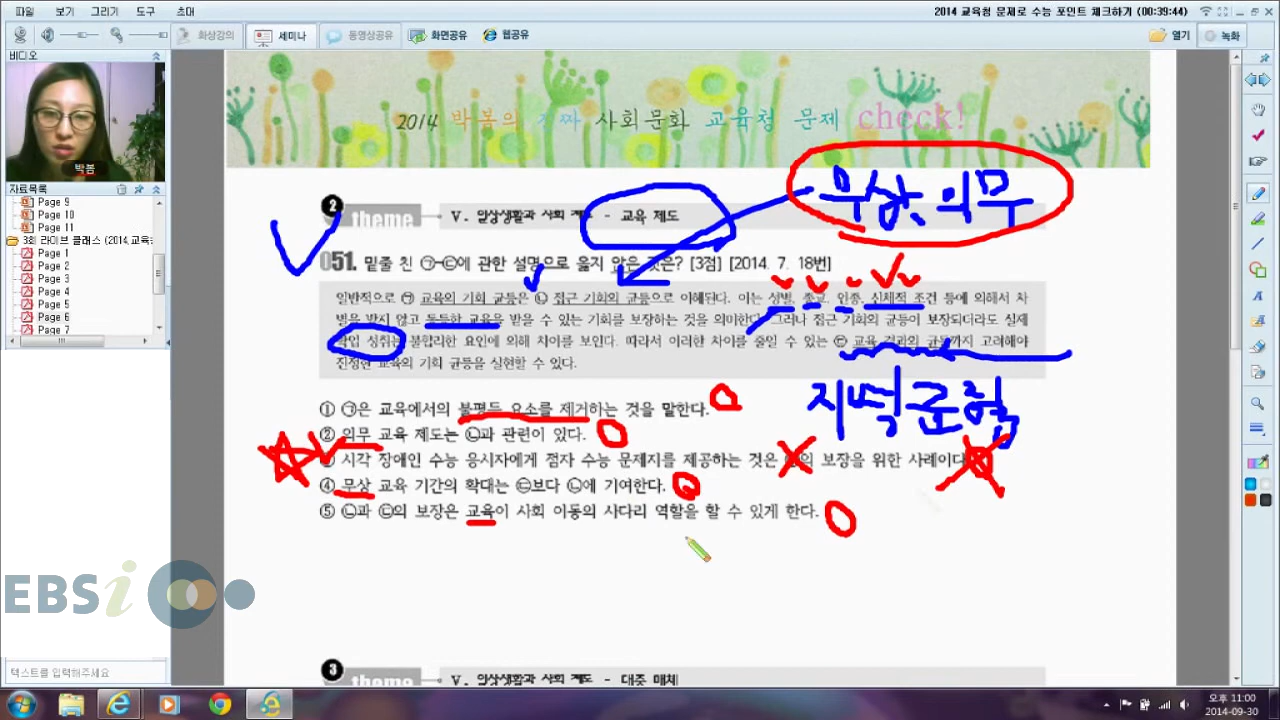 파일 보기 그리기 도구 초대
2014 교육청 문제로 수능 포인트 체크하기 (00:39:44)
화상강의 세미나 동영상공유 화면공유 웹공유 열기 녹화
비디오
박봄
자료목록
Page 9
Page 10
Page 11
3회 라이브 클래스 (2014.교육
Page 1
Page 2
Page 3
Page 4
Page 5
Page 6
Page 7
2014 박봄의 진짜 사회문화 교육청 문제 check!
무상, 의무
2 theme V. 일상생활과 사회 제도 - 교육 제도
051. 밑줄 친 ㉠~㉢에 관한 설명으로 옳지 않은 것은? [3점] [2014. 7. 18번]
일반적으로 ㉠ 교육의 기회 균등은 ㉡ 접근 기회의 균등으로 이해된다. 이는 성별, 종교, 인종, 신체적 조건 등에 의해서 차
별을 받지 않고 동등한 교육을 받을 수 있는 기회를 보장하는 것을 의미한다. 그러나 접근 기회의 균등이 보장되더라도 실제
학업 성취는 불합리한 요인에 의해 차이를 보인다. 따라서 이러한 차이를 줄일 수 있는 ㉢ 교육 결과의 균등까지 고려해야
진정한 교육의 기회 균등을 실현할 수 있다.
① ㉠은 교육에서의 불평등 요소를 제거하는 것을 말한다.
② 의무 교육 제도는 ㉡과 관련이 있다.
시각 장애인 수능 응시자에게 점자 수능 문제지를 제공하는 것은 의 보장을 위한 사례이다
④ 무상 교육 기간의 확대는 ㉢보다 ㉡에 기여한다.
⑤ ㉡과 ㉢의 보장은 교육이 사회 이동의 사다리 역할을 할 수 있게 한다.
EBSi
텍스트를 입력해주세요
3 theme V. 일상생활과 사회 제도 - 대중 매체
오후 11:00
2014-09-30